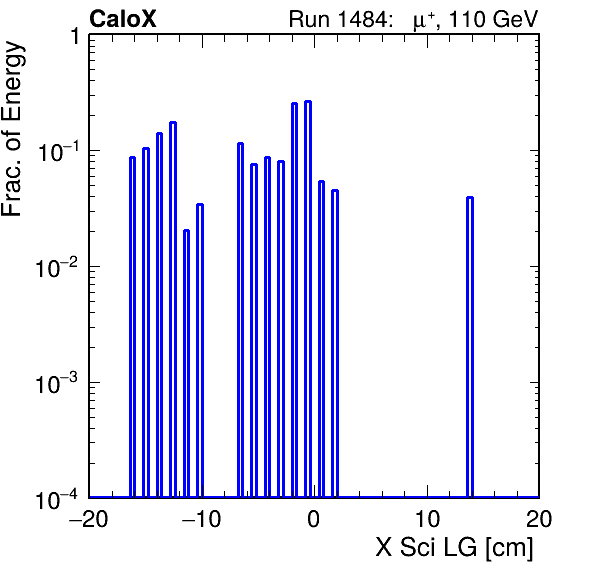 CaloX Run 1484: μ⁺, 110 GeV
Frac. of Energy
1
10⁻¹
10⁻²
10⁻³
10⁻⁴
−20 −10 0 10 20
X Sci LG [cm]